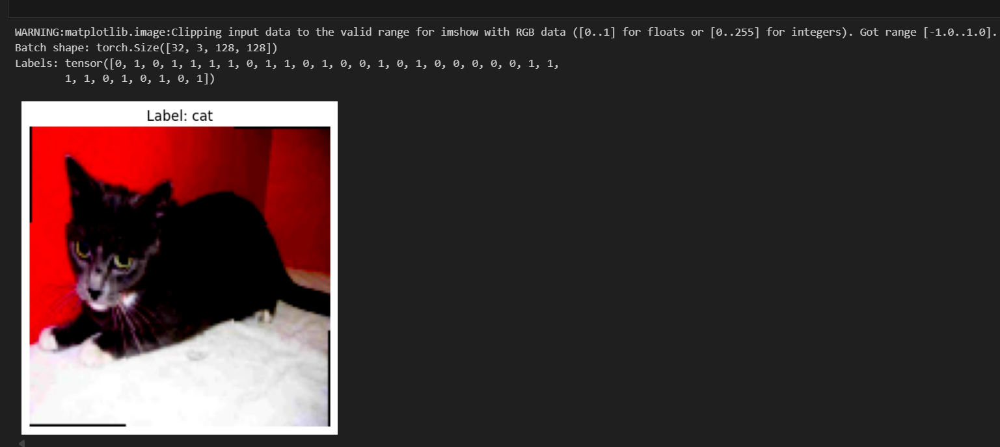 WARNING:matplotlib.image:Clipping input data to the valid range for imshow with RGB data ([0..1] for floats or [0..255] for integers). Got range [-1.0..1.0].
Batch shape: torch.Size([32, 3, 128, 128])
Labels: tensor([0, 1, 0, 1, 1, 1, 1, 0, 1, 1, 0, 1, 0, 0, 1, 0, 1, 0, 0, 0, 0, 0, 1, 1,
        1, 1, 0, 1, 0, 1, 0, 1])
Label: cat